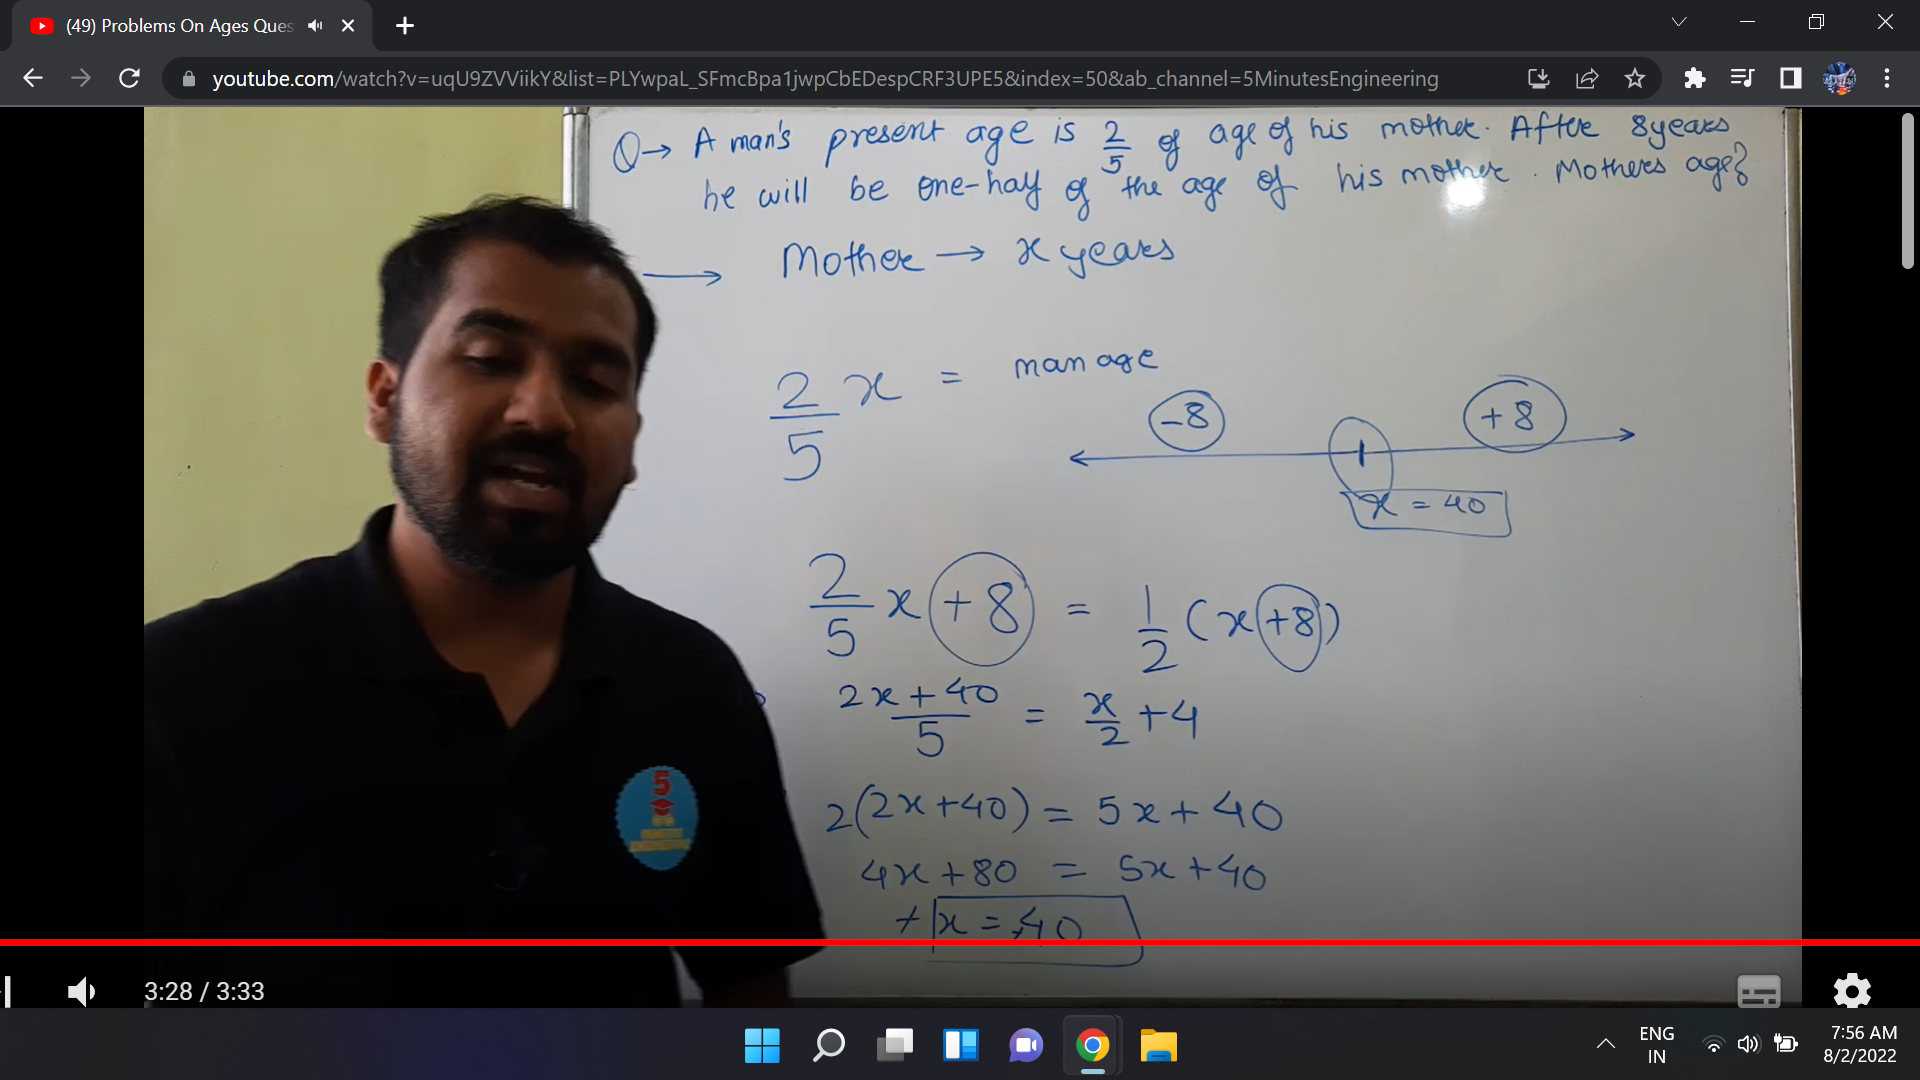 (49) Problems On Ages Ques
youtube.com/watch?v=uqU9ZVViikY&list=PLYwpaL_SFmcBpa1jwpCbEDespCRF3UPE5&index=50&ab_channel=5MinutesEngineering
Q→ A man's present age is 2/5 of age of his mother. After 8years
he will be one-half of the age of his mother. Mothers age?
→ Mother → x years
2/5 x = man age
-8 +8
x = 40
2/5 x + 8 = 1/2 (x+8)
2x+40/5 = x/2 + 4
2(2x+40) = 5x+40
4x+80 = 5x+40
+x = 40
5
3:28 / 3:33
ENG
IN
7:56 AM
8/2/2022